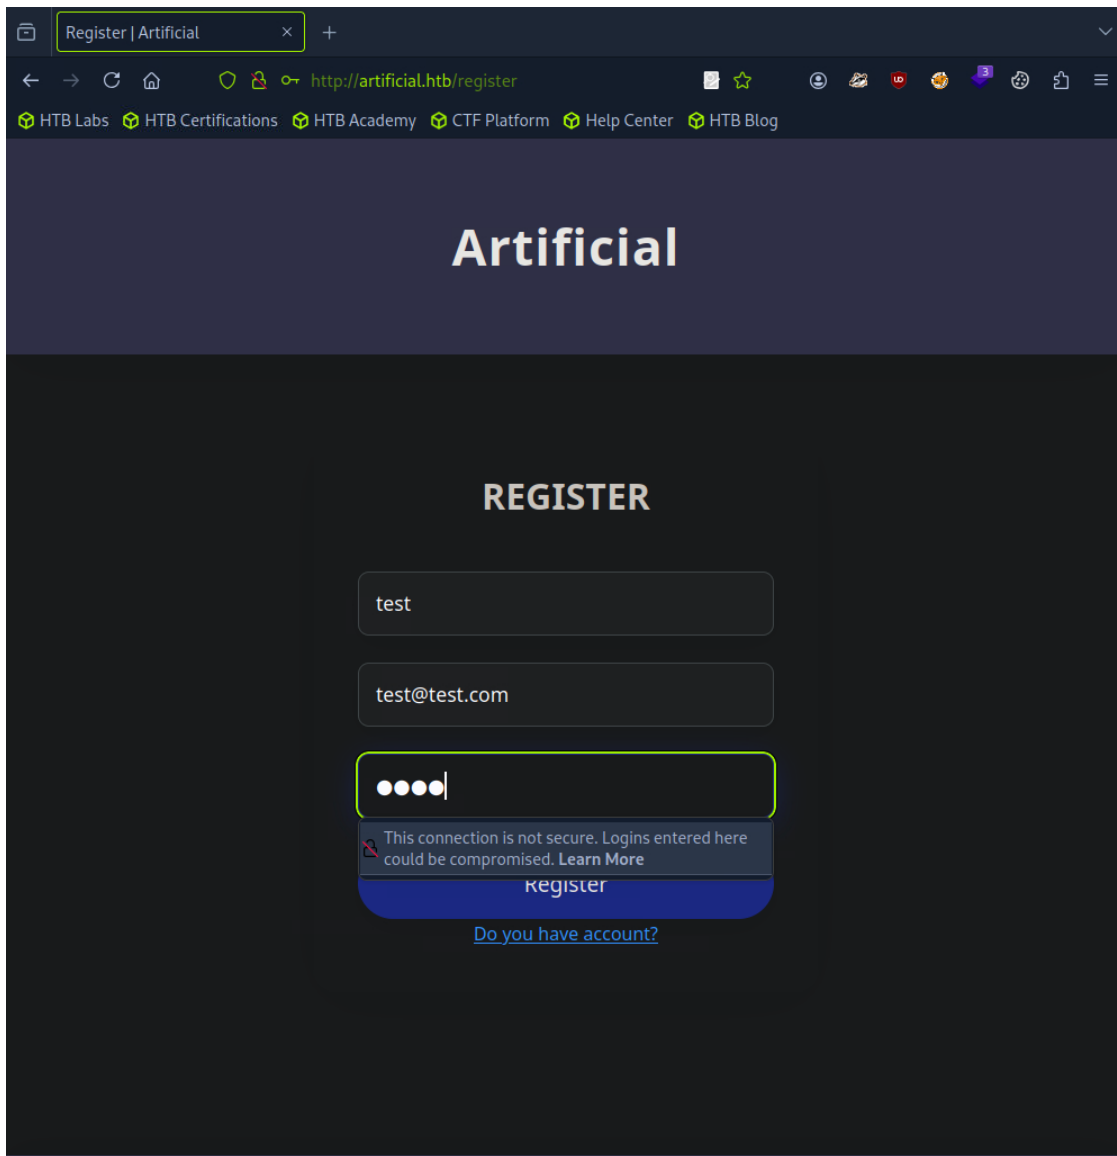 Register | Artificial
http://artificial.htb/register
3
HTB Labs HTB Certifications HTB Academy CTF Platform Help Center HTB Blog
Artificial
REGISTER
test
test@test.com
This connection is not secure. Logins entered here
could be compromised. Learn More
Register
Do you have account?